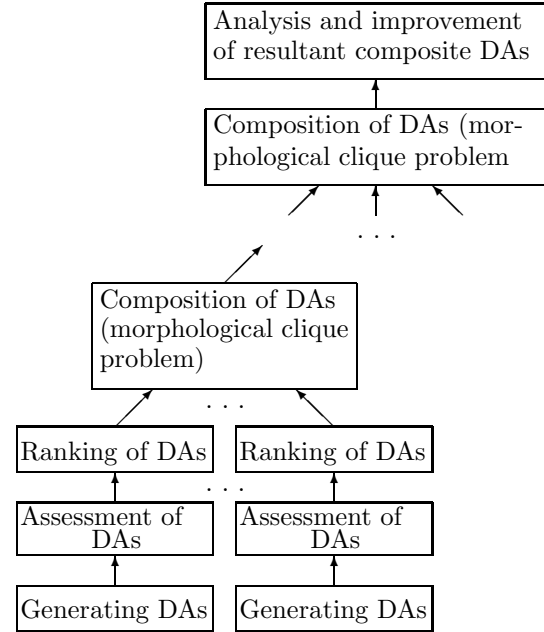 Analysis and improvement
of resultant composite DAs
Composition of DAs (mor-
phological clique problem
. . .
Composition of DAs
(morphological clique
problem)
. . .
Ranking of DAs
Ranking of DAs
. . .
Assessment of
DAs
Assessment of
DAs
Generating DAs
Generating DAs